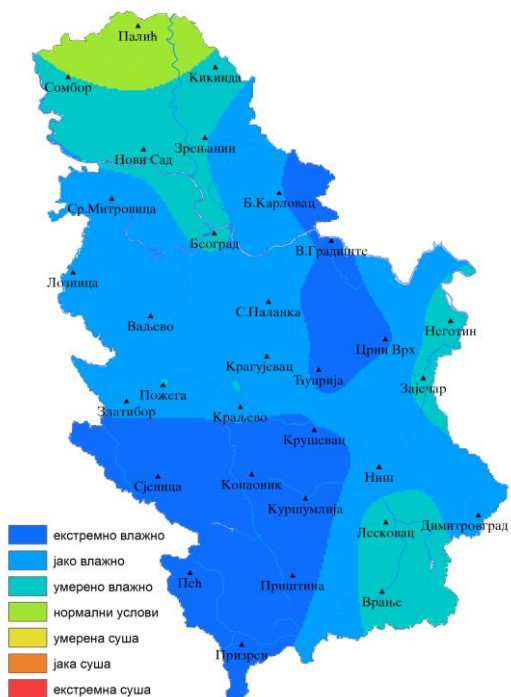 Палић
Сомбор
Кикинда
Зрењанин
Нови Сад
Б.Карловац
Ср.Митровица
Београд
В.Градиште
Лозница
С.Паланка
Ваљево
Неготин
Црни Врх
Крагујевац
Ћуприја
Зајечар
Пожега
Златибор
Краљево
Крушевац
Ниш
Сјеница
Копаоник
Куршумлија
Димитровград
Лесковац
Пећ
Приштина
Врање
Призрен
екстремно влажно
јако влажно
умерено влажно
нормални услови
умерена суша
јака суша
екстремна суша